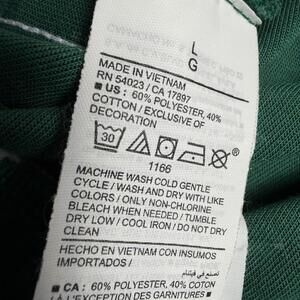 L
G
MADE IN VIETNAM
RN 54023 / CA 17897
■ US : 60% POLYESTER, 40%
COTTON / EXCLUSIVE OF
DECORATION
30
1166
MACHINE WASH COLD GENTLE
CYCLE / WASH AND DRY WITH LIKE
COLORS / ONLY NON-CHLORINE
BLEACH WHEN NEEDED / TUMBLE
DRY LOW / COOL IRON / DO NOT DRY
CLEAN
HECHO EN VIETNAM CON INSUMOS
IMPORTADOS
صنع في فيتنام
■ CA : 60% POLYESTER, 40% COTON
/ L'EXCEPTION DES GARNITURES